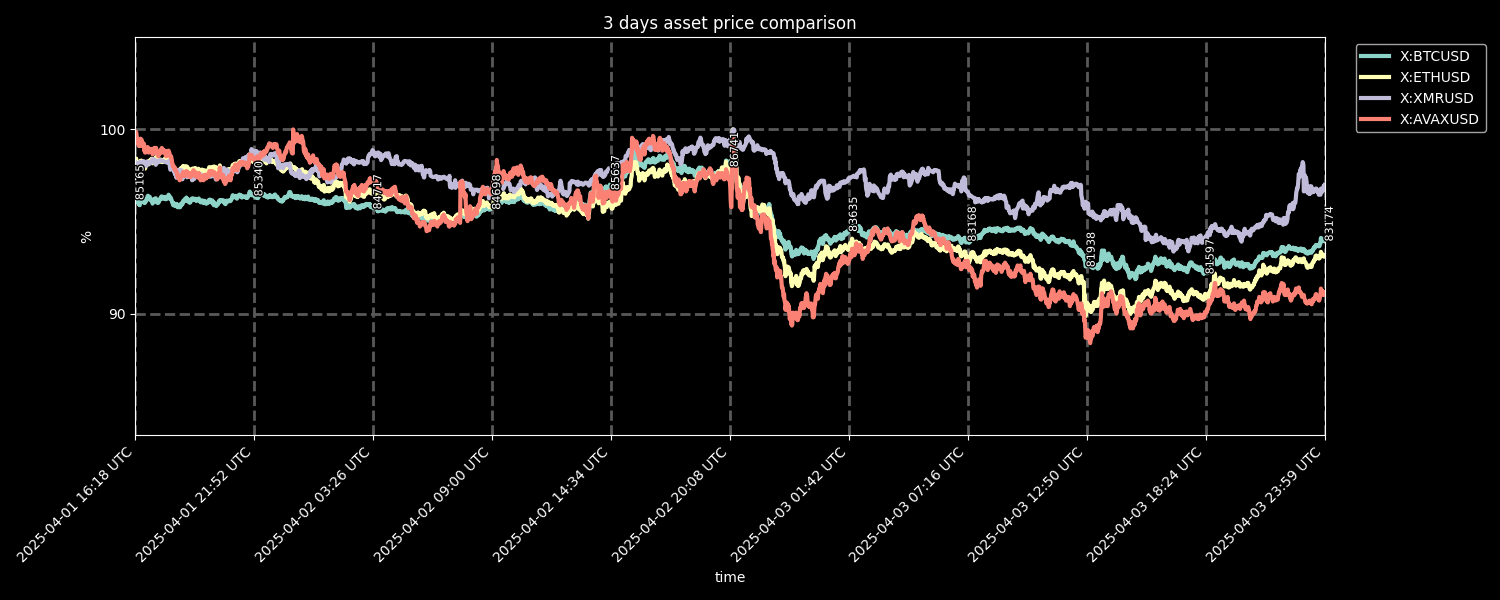 3 days asset price comparison
X:BTCUSD
X:ETHUSD
X:XMRUSD
X:AVAXUSD
100
90
%
85165
85340
84717
84698
85637
86741
83635
83168
81938
81597
83174
2025-04-01 16:18 UTC
2025-04-01 21:52 UTC
2025-04-02 03:26 UTC
2025-04-02 09:00 UTC
2025-04-02 14:34 UTC
2025-04-02 20:08 UTC
2025-04-03 01:42 UTC
2025-04-03 07:16 UTC
2025-04-03 12:50 UTC
2025-04-03 18:24 UTC
2025-04-03 23:59 UTC
time